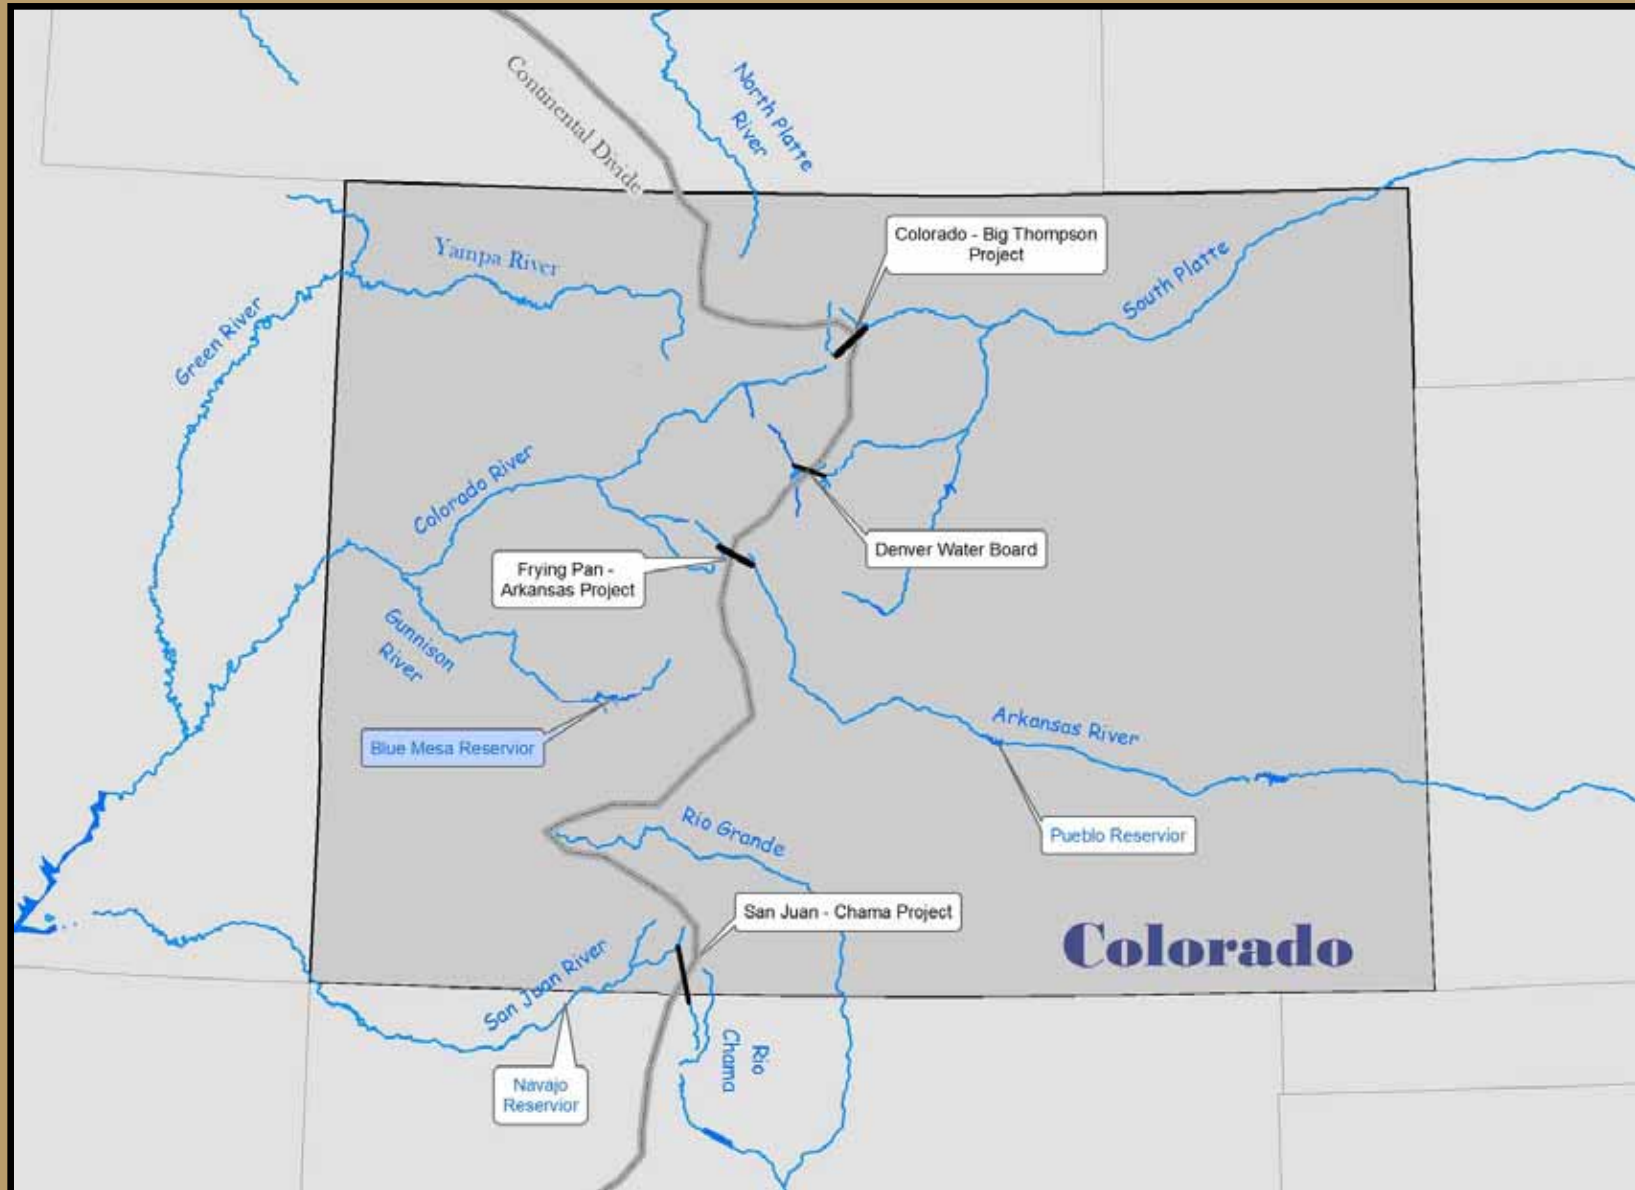 Continental Divide
North Platte
River
Colorado - Big Thompson
Project
Yampa River
South Platte
Green River
Colorado River
Denver Water Board
Frying Pan -
Arkansas Project
Gunnison
River
Arkansas River
Blue Mesa Reservior
Rio Grande
Pueblo Reservior
San Juan - Chama Project
Colorado
San Juan River
Rio
Chama
Navajo
Reservior